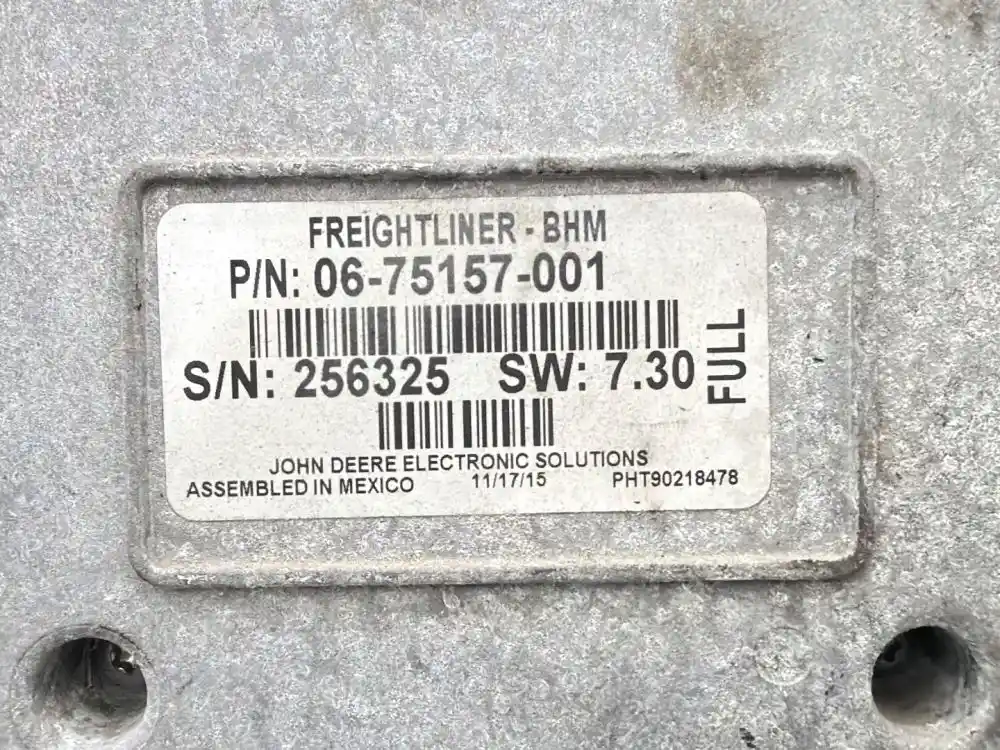 FREIGHTLINER - BHM
P/N: 06-75157-001
S/N: 256325 SW: 7.30
FULL
JOHN DEERE ELECTRONIC SOLUTIONS
ASSEMBLED IN MEXICO 11/17/15 PHT90218478